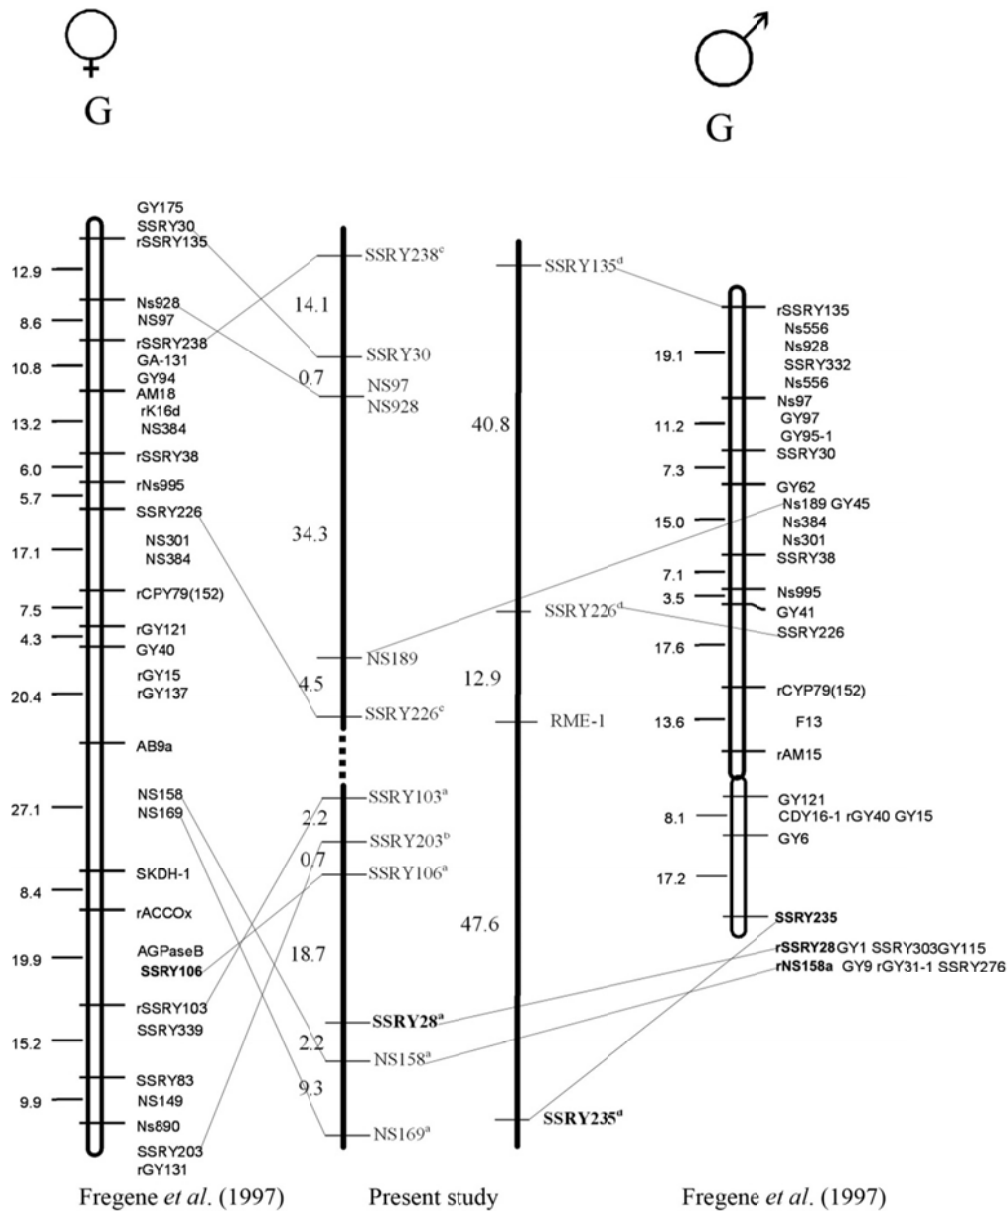 G
G
GY175
SSRY30
rSSRY135
12.9
Ns928
8.6
NS97
rSSRY238
GA-131
10.8
GY94
AM18
rK16d
13.2
NS384
rSSRY38
6.0
rNs995
5.7
SSRY226
NS301
17.1
NS384
rCPY79(152)
7.5
rGY121
4.3
GY40
rGY15
20.4
rGY137
AB9a
NS158
27.1
NS169
SKDH-1
8.4
rACCOx
AGPaseB
19.9
SSRY106
rSSRY103
SSRY339
15.2
SSRY83
9.9
NS149
Ns890
SSRY203
rGY131
SSRY238c
14.1
SSRY30
0.7
NS97
NS928
34.3
NS189
4.5
SSRY226c
SSRY103a
2.2
SSRY203b
0.7
SSRY106a
18.7
SSRY28a
2.2
NS158a
9.3
NS169a
SSRY135d
40.8
SSRY226d
12.9
RME-1
47.6
SSRY235d
rSSRY135
Ns556
Ns928
19.1
SSRY332
Ns556
Ns97
GY97
11.2
GY95-1
SSRY30
7.3
GY62
Ns189 GY45
15.0
Ns384
Ns301
SSRY38
7.1
Ns995
3.5
GY41
SSRY226
17.6
rCYP79(152)
13.6
F13
rAM15
GY121
8.1
CDY16-1 rGY40 GY15
GY6
17.2
SSRY235
rSSRY28 GY1 SSRY303GY115
rNS158a GY9 rGY31-1 SSRY276
Fregene et al. (1997)
Present study
Fregene et al. (1997)